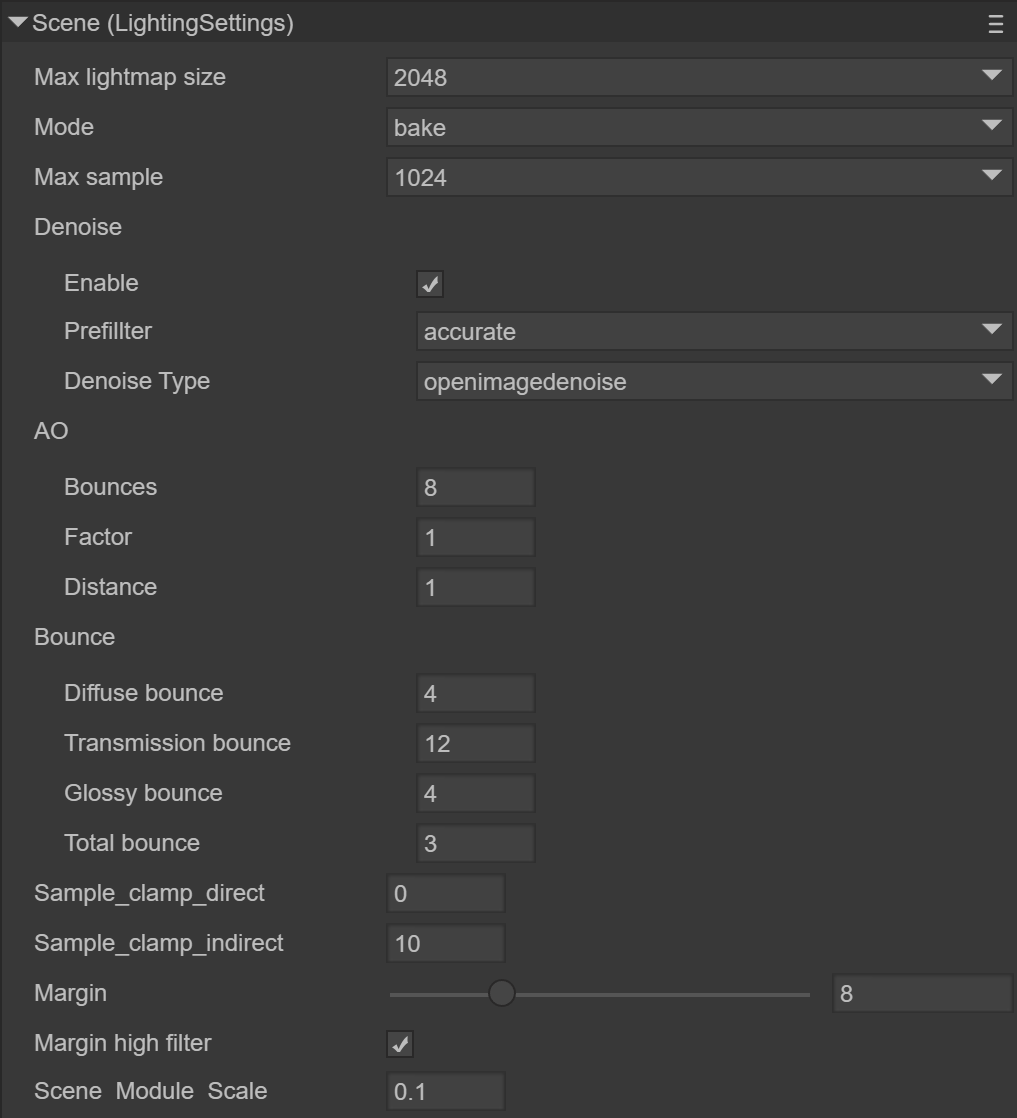 Scene (LightingSettings)
Max lightmap size 2048
Mode bake
Max sample 1024
Denoise
Enable
Prefillter accurate
Denoise Type openimagedenoise
AO
Bounces 8
Factor 1
Distance 1
Bounce
Diffuse bounce 4
Transmission bounce 12
Glossy bounce 4
Total bounce 3
Sample_clamp_direct 0
Sample_clamp_indirect 10
Margin 8
Margin high filter
Scene Module Scale 0.1